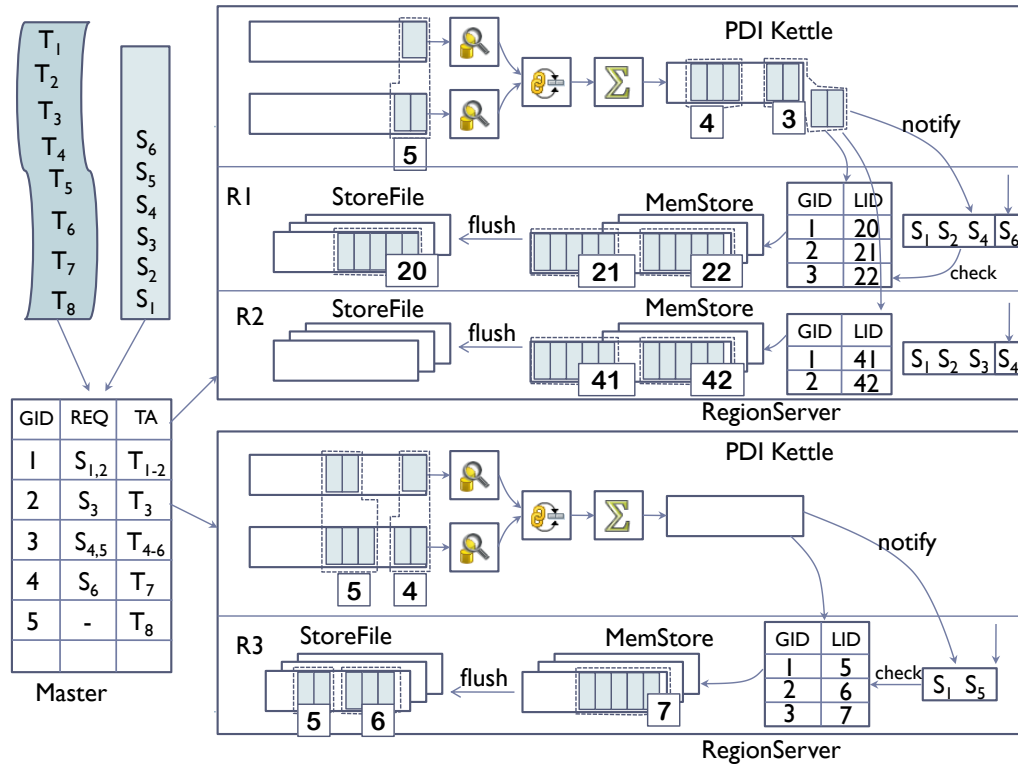 T1
T2
T3
T4
T5
T6
T7
T8
S6
S5
S4
S3
S2
S1
GID REQ TA
1 S1,2 T1-2
2 S3 T3
3 S4,5 T4-6
4 S6 T7
5 - T8
Master
PDI Kettle
5
4
3
notify
R1
StoreFile
flush
MemStore
20
21
22
GID LID
1 20
2 21
3 22
S1 S2 S4 S6
check
R2
StoreFile
flush
MemStore
41
42
GID LID
1 41
2 42
S1 S2 S3 S4
RegionServer
PDI Kettle
5
4
notify
R3
StoreFile
flush
MemStore
5
6
7
GID LID
1 5
2 6
3 7
check
S1 S5
RegionServer